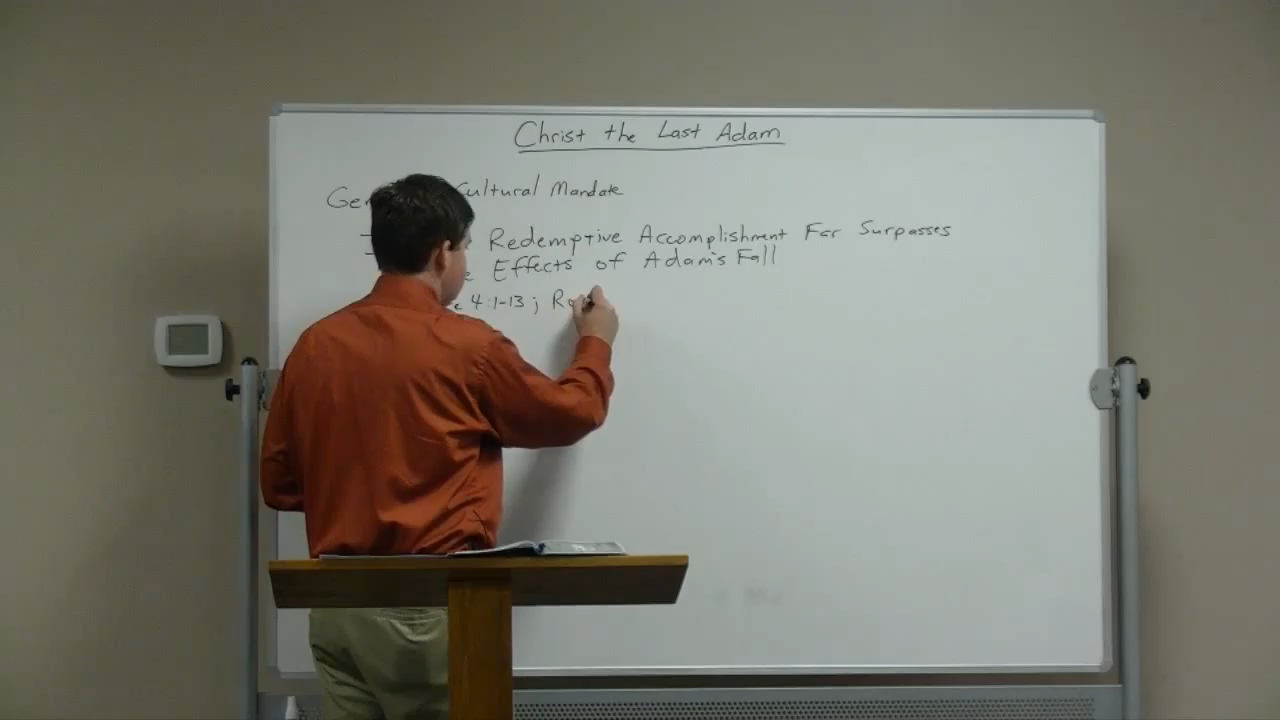 Christ the Last Adam
Cultural Mandate
Redemptive Accomplishment Far Surpasses
Effects of Adam's Fall
4:1-13;